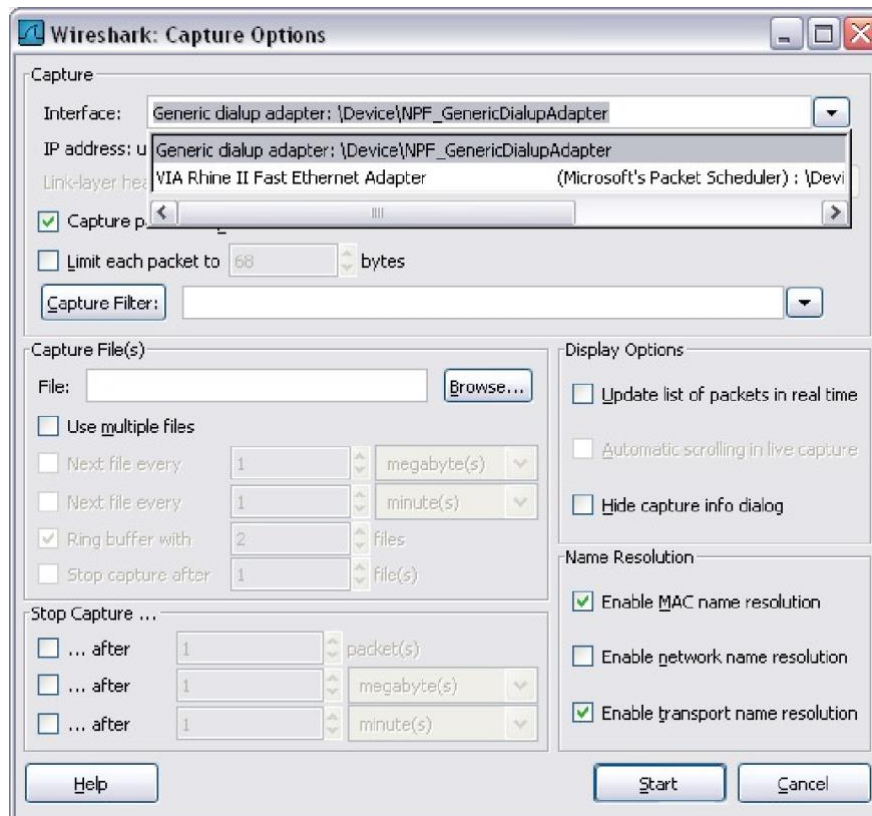 Wireshark: Capture Options
Capture
Interface: Generic dialup adapter: \Device\NPF_GenericDialupAdapter
Generic dialup adapter: \Device\NPF_GenericDialupAdapter
VIA Rhine II Fast Ethernet Adapter (Microsoft's Packet Scheduler) : \Devi
IP address: u
Link-layer hea
Capture p
Limit each packet to 68 bytes
Capture Filter:
Capture File(s)
File: Browse...
Use multiple files
Next file every 1 megabyte(s)
Next file every 1 minute(s)
Ring buffer with 2 files
Stop capture after 1 file(s)
Stop Capture ...
... after 1 packet(s)
... after 1 megabyte(s)
... after 1 minute(s)
Display Options
Update list of packets in real time
Automatic scrolling in live capture
Hide capture info dialog
Name Resolution
Enable MAC name resolution
Enable network name resolution
Enable transport name resolution
Help Start Cancel